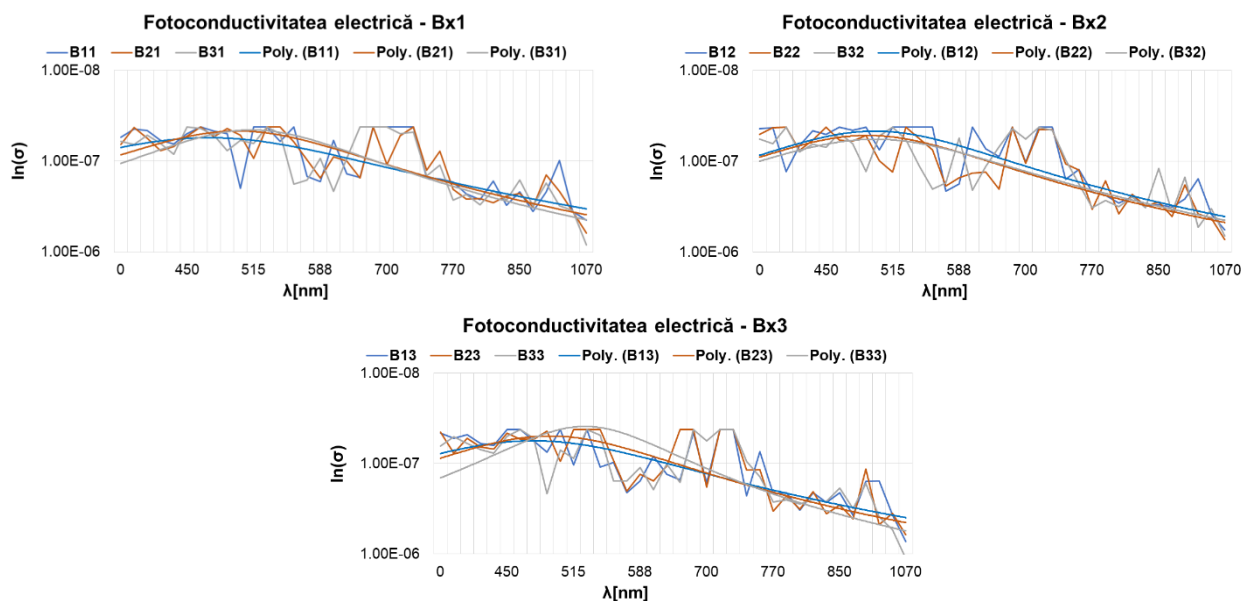 Fotoconductivitatea electrică - Bx1
B11 B21 B31 Poly. (B11) Poly. (B21) Poly. (B31)
1.00E-08
1.00E-07
1.00E-06
ln(σ)
0 450 515 588 700 770 850 1070
λ[nm]
Fotoconductivitatea electrică - Bx2
B12 B22 B32 Poly. (B12) Poly. (B22) Poly. (B32)
1.00E-08
1.00E-07
1.00E-06
ln(σ)
0 450 515 588 700 770 850 1070
λ[nm]
Fotoconductivitatea electrică - Bx3
B13 B23 B33 Poly. (B13) Poly. (B23) Poly. (B33)
1.00E-08
1.00E-07
1.00E-06
ln(σ)
0 450 515 588 700 770 850 1070
λ[nm]